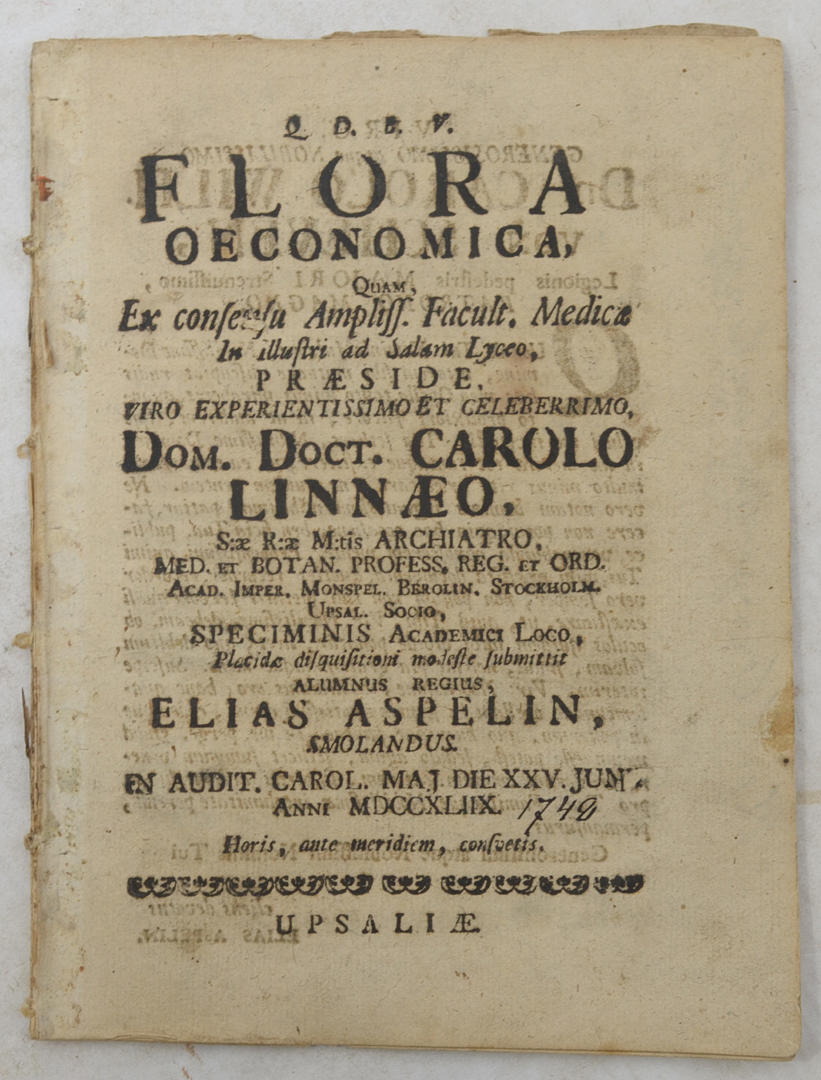 Q D. B. V.
FLORA
OECONOMICA,
QUAM,
Ex conſenſu Ampliſſ. Facult. Medicæ
In illuſtri ad Salam Lyceo,
PRÆSIDE,
VIRO EXPERIENTISSIMO ET CELEBERRIMO,
DOM. DOCT. CAROLO
LINNÆO,
S:æ R:æ M:tis ARCHIATRO,
MED. ET BOTAN. PROFESS. REG. ET ORD.
ACAD. IMPER. MONSPEL. BEROLIN. STOCKHOLM.
UPSAL. SOCIO,
SPECIMINIS ACADEMICI LOCO,
Placidæ diſquiſitioni modeſte ſubmittit
ALUMNUS REGIUS,
ELIAS ASPELIN,
SMOLANDUS.
IN AUDIT. CAROL. MAJ. DIE XXV. JUNI.
ANNI MDCCXLIIX. 1748
Horis, ante meridiem, conſvetis.
UPSALIÆ.